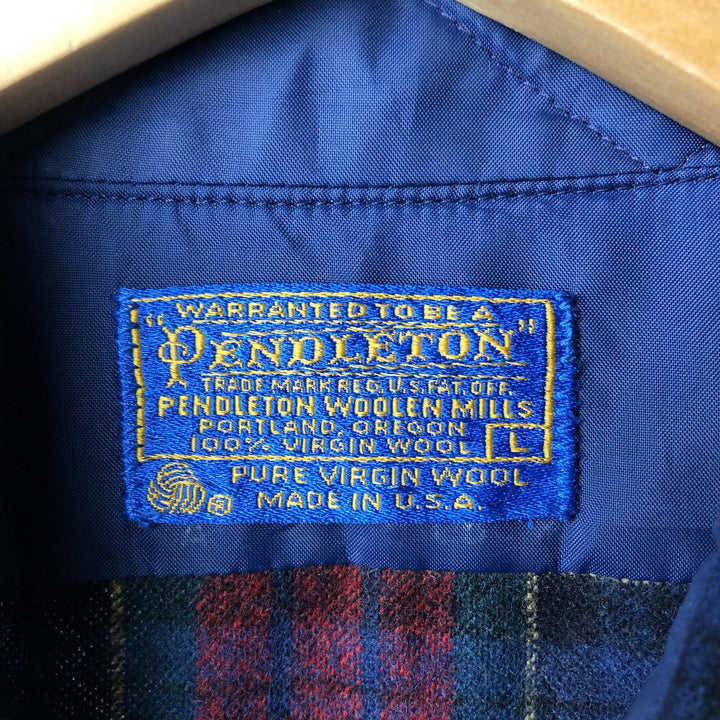 WARRANTED TO BE A
"PENDLETON"
TRADE MARK REG. U.S. PAT. OFF.
PENDLETON WOOLEN MILLS
PORTLAND, OREGON
100% VIRGIN WOOL L
PURE VIRGIN WOOL
® MADE IN U.S.A.